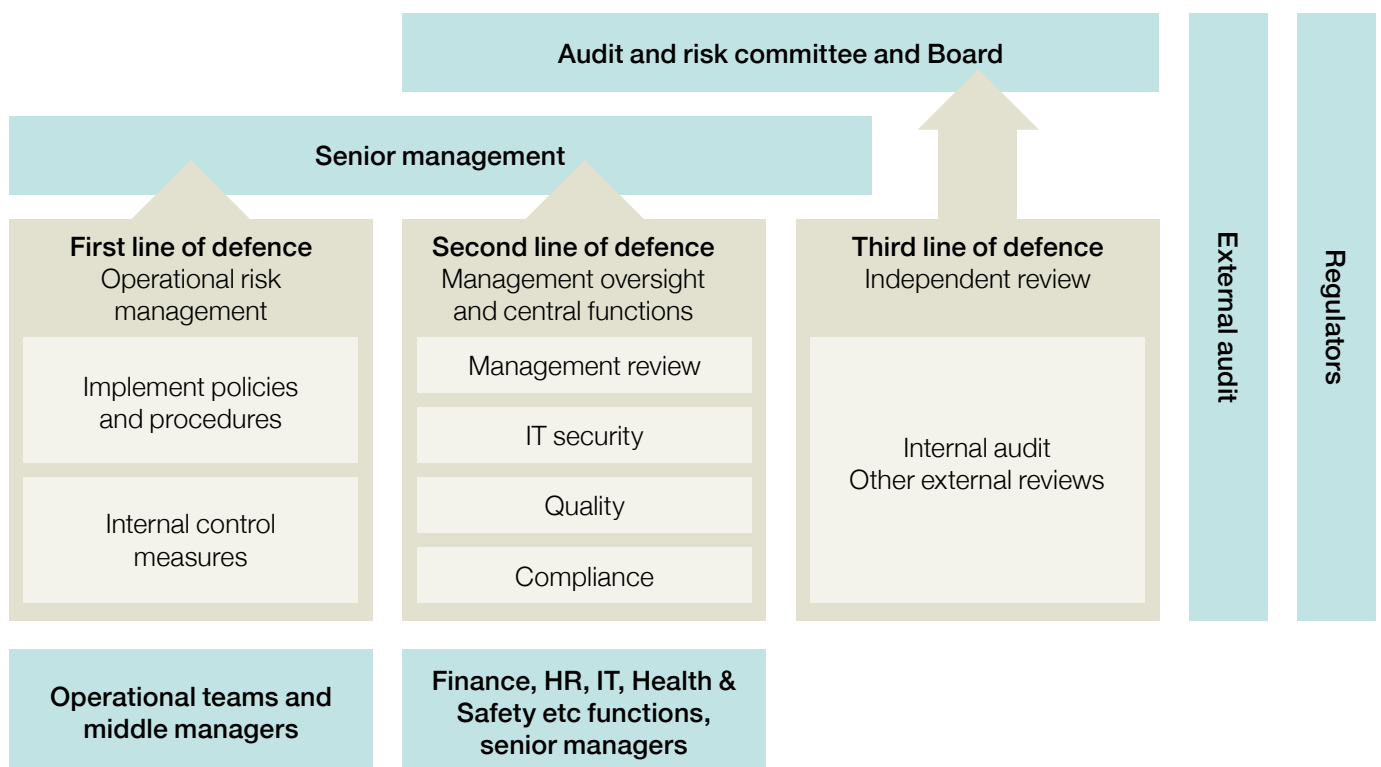 Audit and risk committee and Board
Senior management
First line of defence
Operational risk
management
Implement policies
and procedures
Internal control
measures
Operational teams and
middle managers
Second line of defence
Management oversight
and central functions
Management review
IT security
Quality
Compliance
Finance, HR, IT, Health &
Safety etc functions,
senior managers
Third line of defence
Independent review
Internal audit
Other external reviews
External audit
Regulators